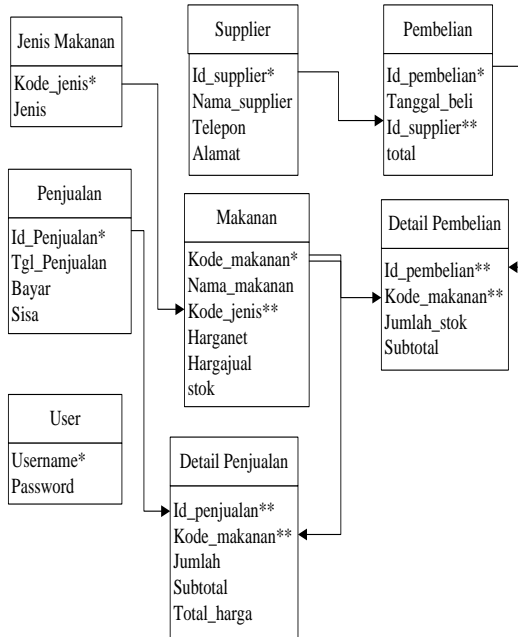 Jenis Makanan
Kode_jenis*
Jenis
Supplier
Id_supplier*
Nama_supplier
Telepon
Alamat
Pembelian
Id_pembelian*
Tanggal_beli
Id_supplier**
total
Penjualan
Id_Penjualan*
Tgl_Penjualan
Bayar
Sisa
Makanan
Kode_makanan*
Nama_makanan
Kode_jenis**
Harganet
Hargajual
stok
Detail Pembelian
Id_pembelian**
Kode_makanan**
Jumlah_stok
Subtotal
User
Username*
Password
Detail Penjualan
Id_penjualan**
Kode_makanan**
Jumlah
Subtotal
Total_harga